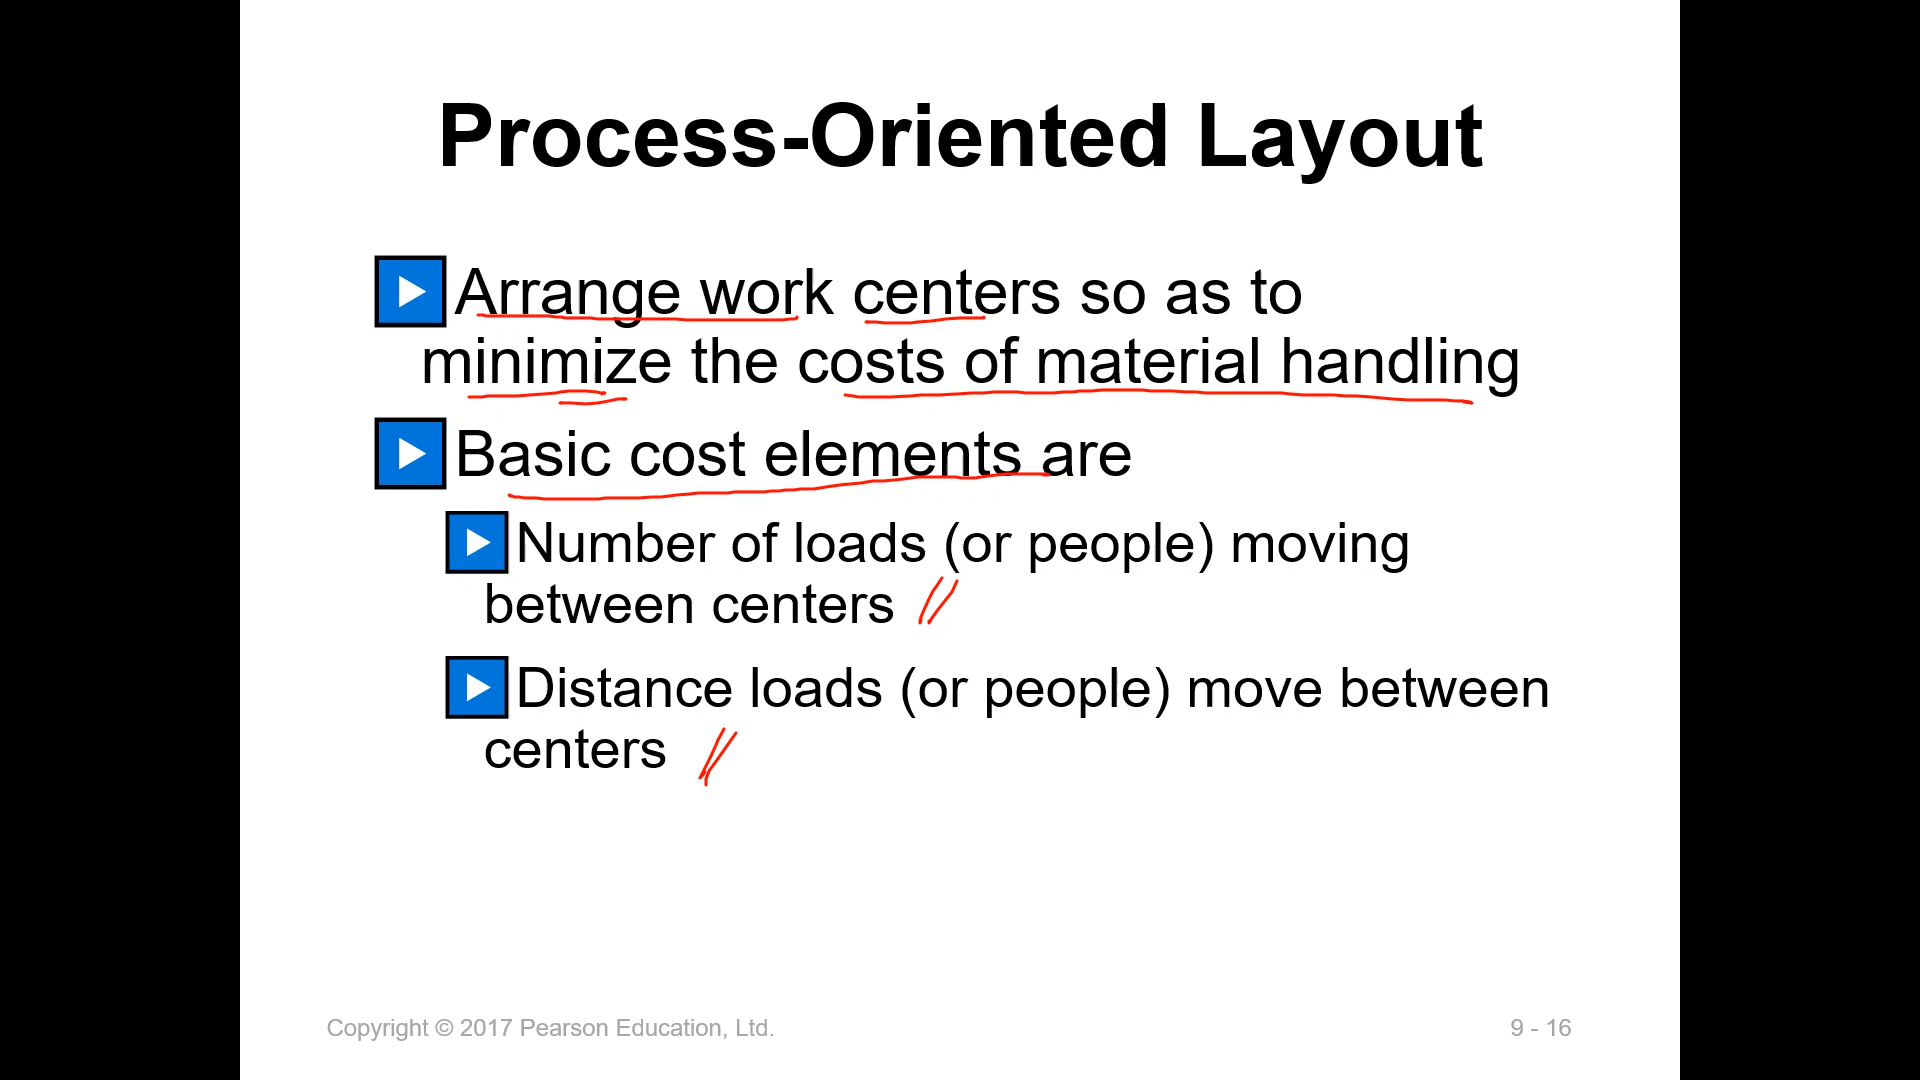 Process-Oriented Layout
Arrange work centers so as to
minimize the costs of material handling
Basic cost elements are
Number of loads (or people) moving
between centers
Distance loads (or people) move between
centers
Copyright © 2017 Pearson Education, Ltd.
9 - 16